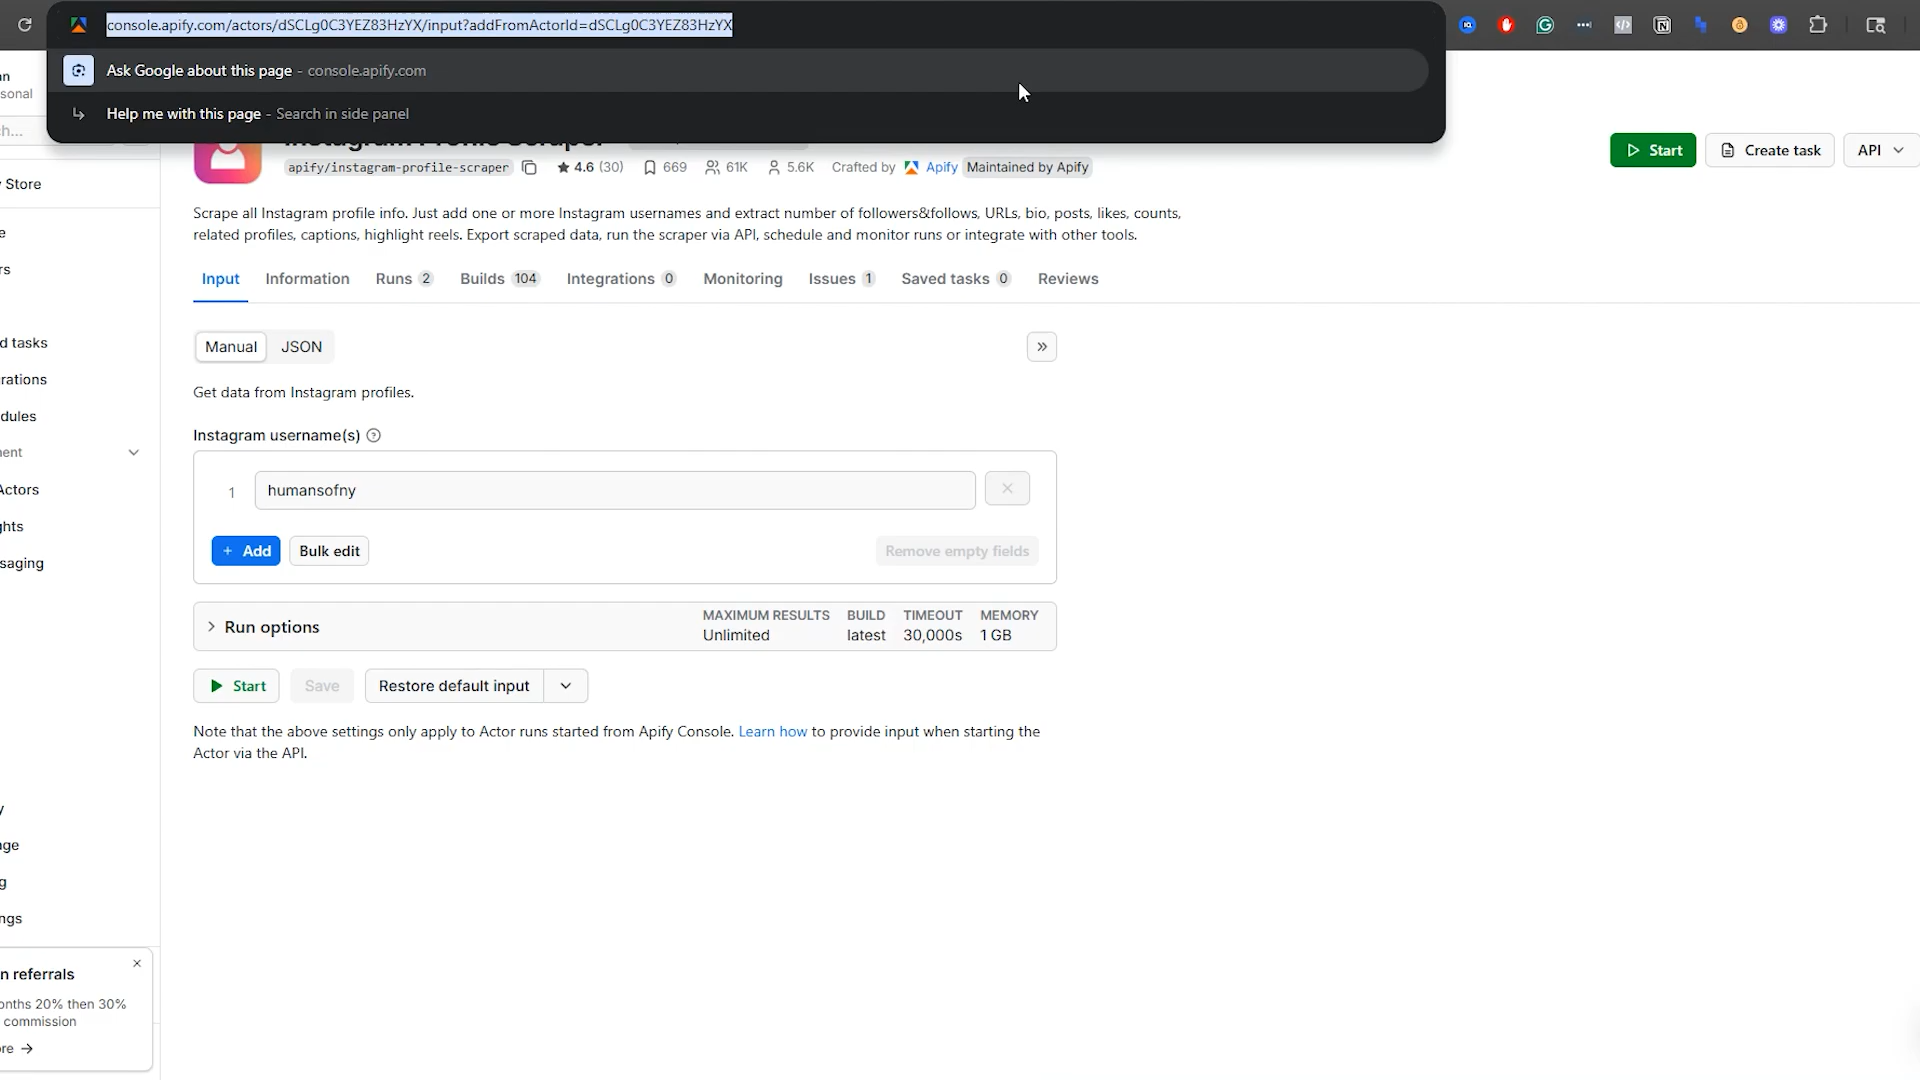 console.apify.com/actors/dSCLg0C3YEZ83HzYX/input?addFromActorId=dSCLg0C3YEZ83HzYX
Ask Google about this page - console.apify.com
Help me with this page - Search in side panel
Start
Create task
API
apify/instagram-profile-scraper
4.6 (30)
669
61K
5.6K
Crafted by
Apify
Maintained by Apify
Scrape all Instagram profile info. Just add one or more Instagram usernames and extract number of followers&follows, URLs, bio, posts, likes, counts,
related profiles, captions, highlight reels. Export scraped data, run the scraper via API, schedule and monitor runs or integrate with other tools.
Input
Information
Runs 2
Builds 104
Integrations 0
Monitoring
Issues 1
Saved tasks 0
Reviews
Manual
JSON
Get data from Instagram profiles.
Instagram username(s)
1
humansofny
+ Add
Bulk edit
Remove empty fields
Run options
MAXIMUM RESULTS
Unlimited
BUILD
latest
TIMEOUT
30,000s
MEMORY
1 GB
Start
Save
Restore default input
Note that the above settings only apply to Actor runs started from Apify Console. Learn how to provide input when starting the
Actor via the API.
n
sonal
h...
Store
e
rs
d tasks
rations
dules
ent
Actors
ghts
saging
y
ge
g
ngs
n referrals
onths 20% then 30%
commission
re →